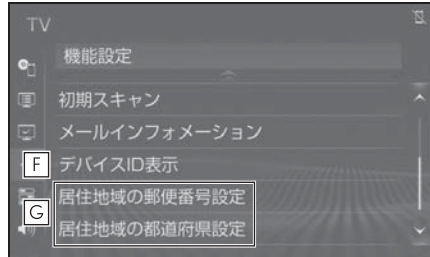 TV
機能設定
初期スキャン
メールインフォメーション
F デバイスID表示
居住地域の郵便番号設定
G
居住地域の都道府県設定